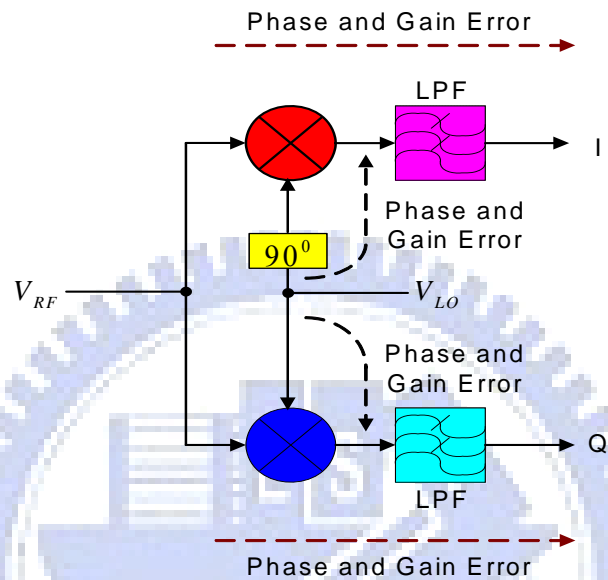 Phase and Gain Error
LPF
I
Phase and
Gain Error
90⁰
V_RF
V_LO
Phase and
Gain Error
Q
LPF
Phase and Gain Error